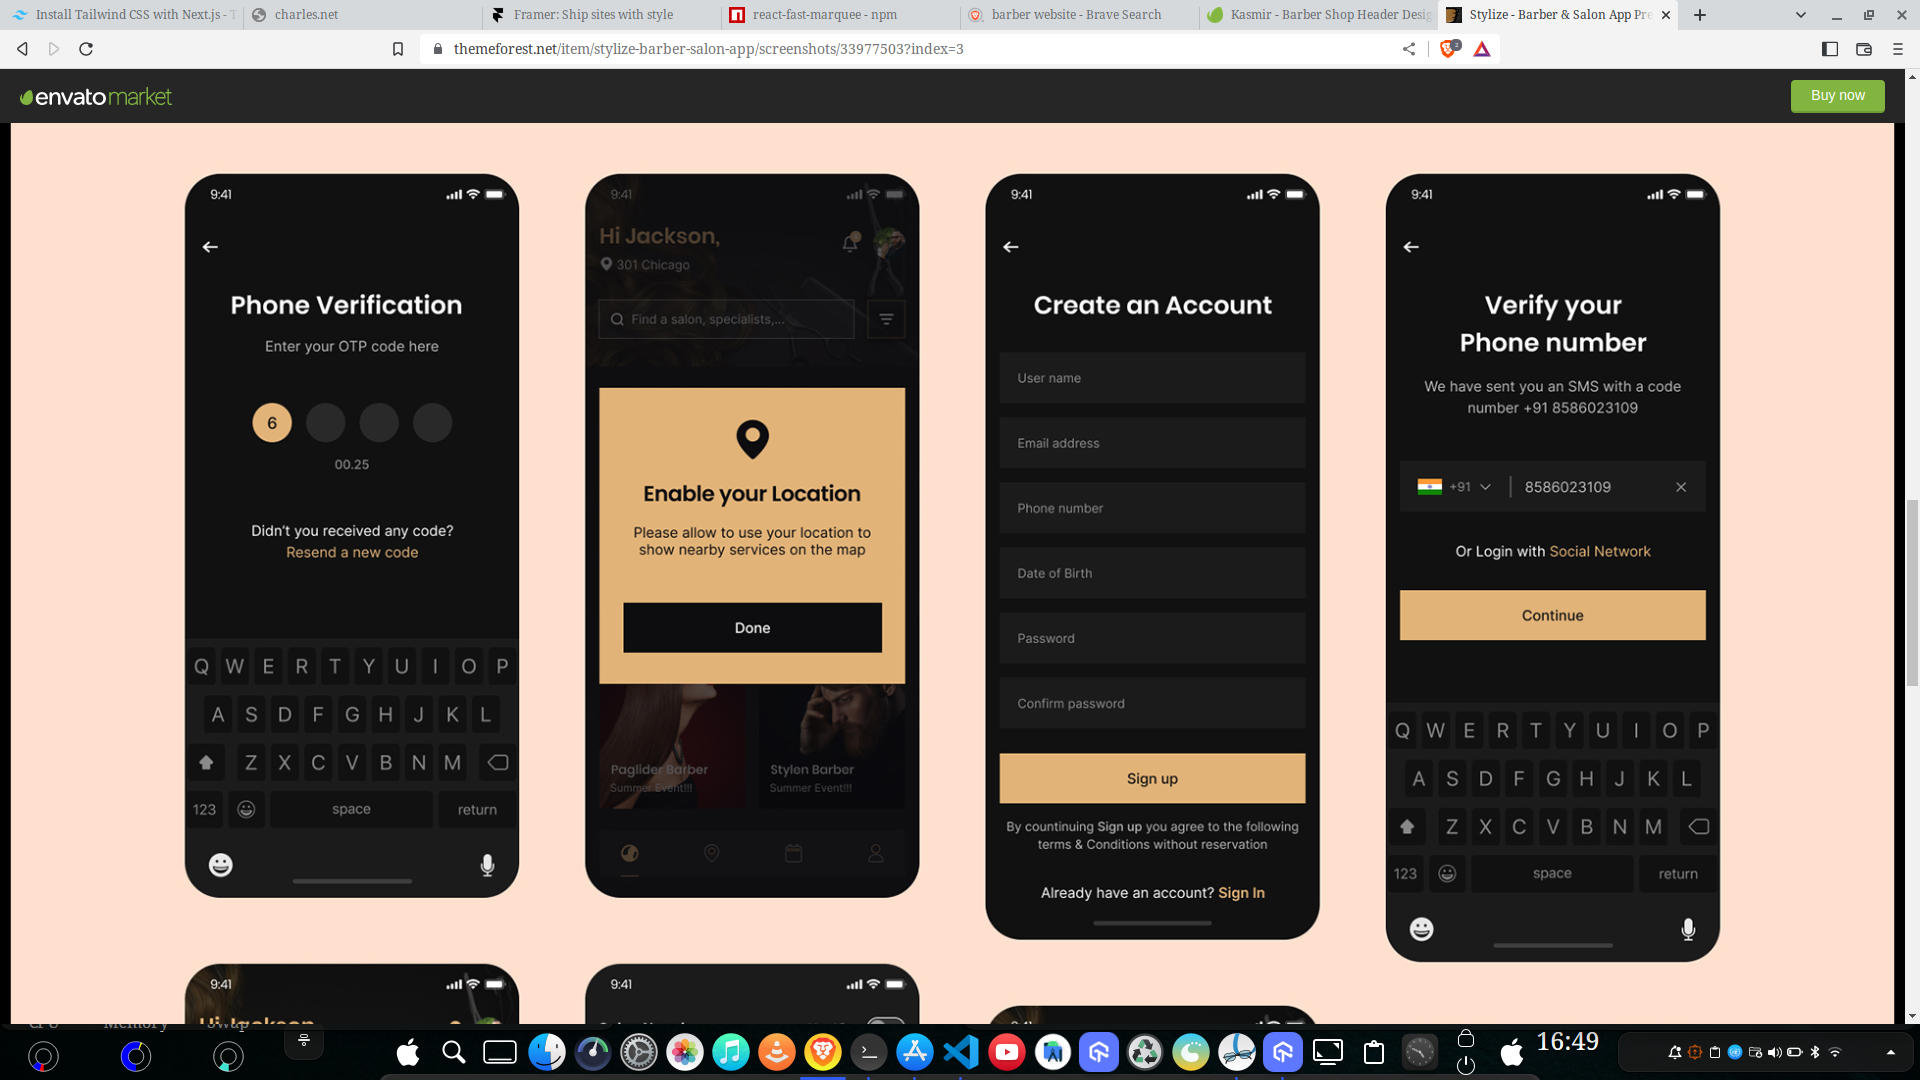 Install Tailwind CSS with Next.js - T
charles.net
Framer: Ship sites with style
react-fast-marquee - npm
barber website - Brave Search
Kasmir - Barber Shop Header Desig
Stylize - Barber & Salon App Pre
themeforest.net/item/stylize-barber-salon-app/screenshots/33977503?index=3
2
envato market
Buy now
9:41
Phone Verification
Enter your OTP code here
6
00.25
Didn't you received any code?
Resend a new code
Q W E R T Y U I O P
A S D F G H J K L
Z X C V B N M
123
space
return
9:41
Hi Jackson,
301 Chicago
Find a salon, specialists,...
Enable your Location
Please allow to use your location to
show nearby services on the map
Done
Paglider Barber
Summer Event!!!
Stylen Barber
Summer Event!!!
9:41
Create an Account
User name
Email address
Phone number
Date of Birth
Password
Confirm password
Sign up
By countinuing Sign up you agree to the following
terms & Conditions without reservation
Already have an account? Sign In
9:41
Verify your
Phone number
We have sent you an SMS with a code
number +91 8586023109
+91
8586023109
Or Login with Social Network
Continue
Q W E R T Y U I O P
A S D F G H J K L
Z X C V B N M
123
space
return
9:41
Hi Jackson,
9:41
9:41
CPU
Memory
Swap
16:49